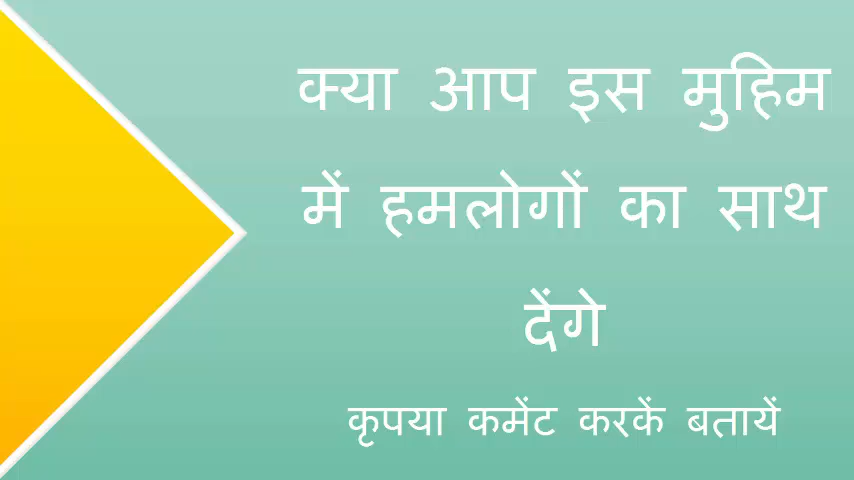 क्या आप इस मुहिम
में हमलोगों का साथ
देंगे
कृपया कमेंट करकें बतायें